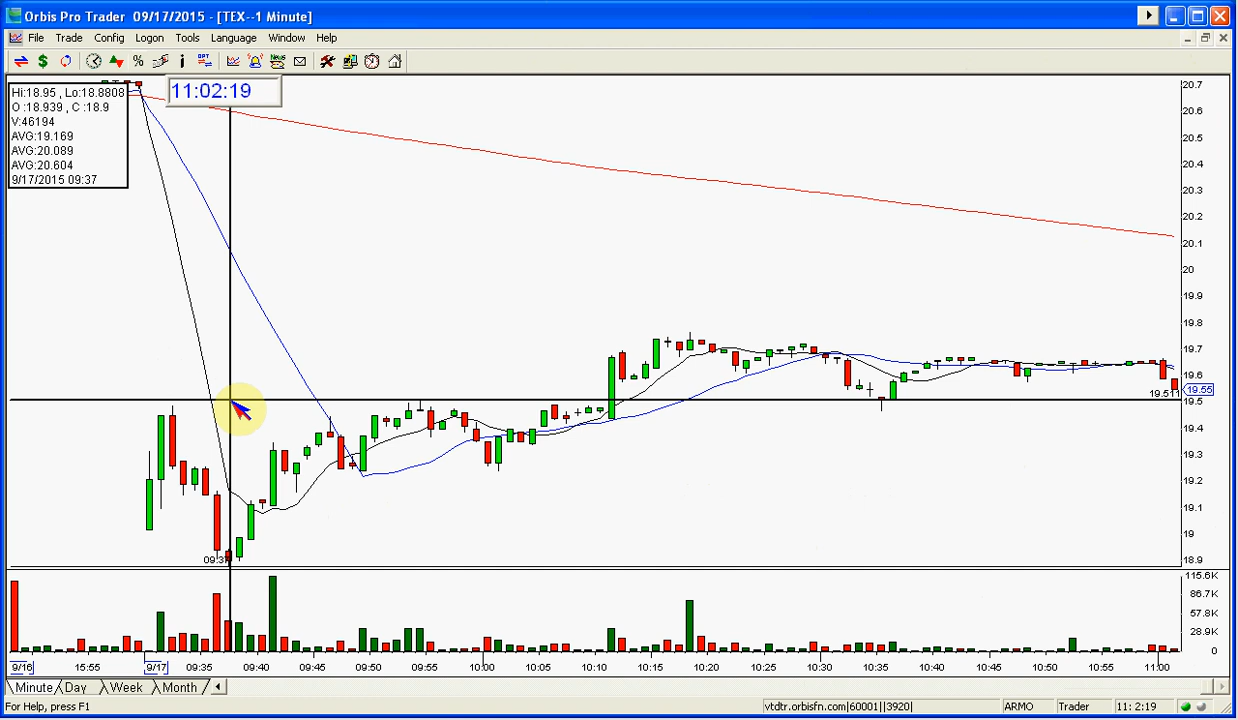 Orbis Pro Trader 09/17/2015 - [TEX--1 Minute]
File Trade Config Logon Tools Language Window Help
11:02:19
Hi:18.95 , Lo:18.8808
O :18.939 , C :18.9
V:46194
AVG:19.169
AVG:20.089
AVG:20.604
9/17/2015 09:37
20.7
20.6
20.5
20.4
20.3
20.2
20.1
20
19.9
19.8
19.7
19.6
19.55
19.511
19.5
19.4
19.3
19.2
19.1
19
18.9
115.6K
86.7K
57.8K
28.9K
0
9/16 15:55 9/17 09:35 09:40 09:45 09:50 09:55 10:00 10:05 10:10 10:15 10:20 10:25 10:30 10:35 10:40 10:45 10:50 10:55 11:00
Minute Day Week Month
For Help, press F1 vtdtr.orbisfn.com|60001||3920| ARMO Trader 11: 2:19